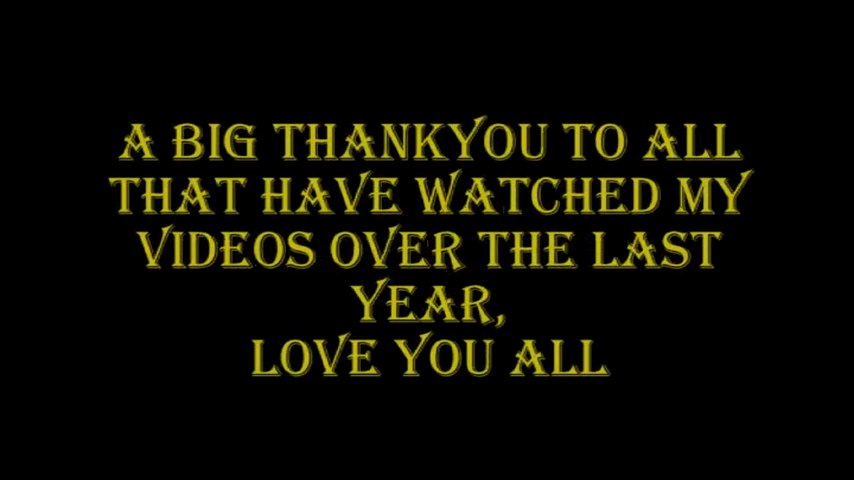 A BIG THANKYOU TO ALL
THAT HAVE WATCHED MY
VIDEOS OVER THE LAST
YEAR,
LOVE YOU ALL